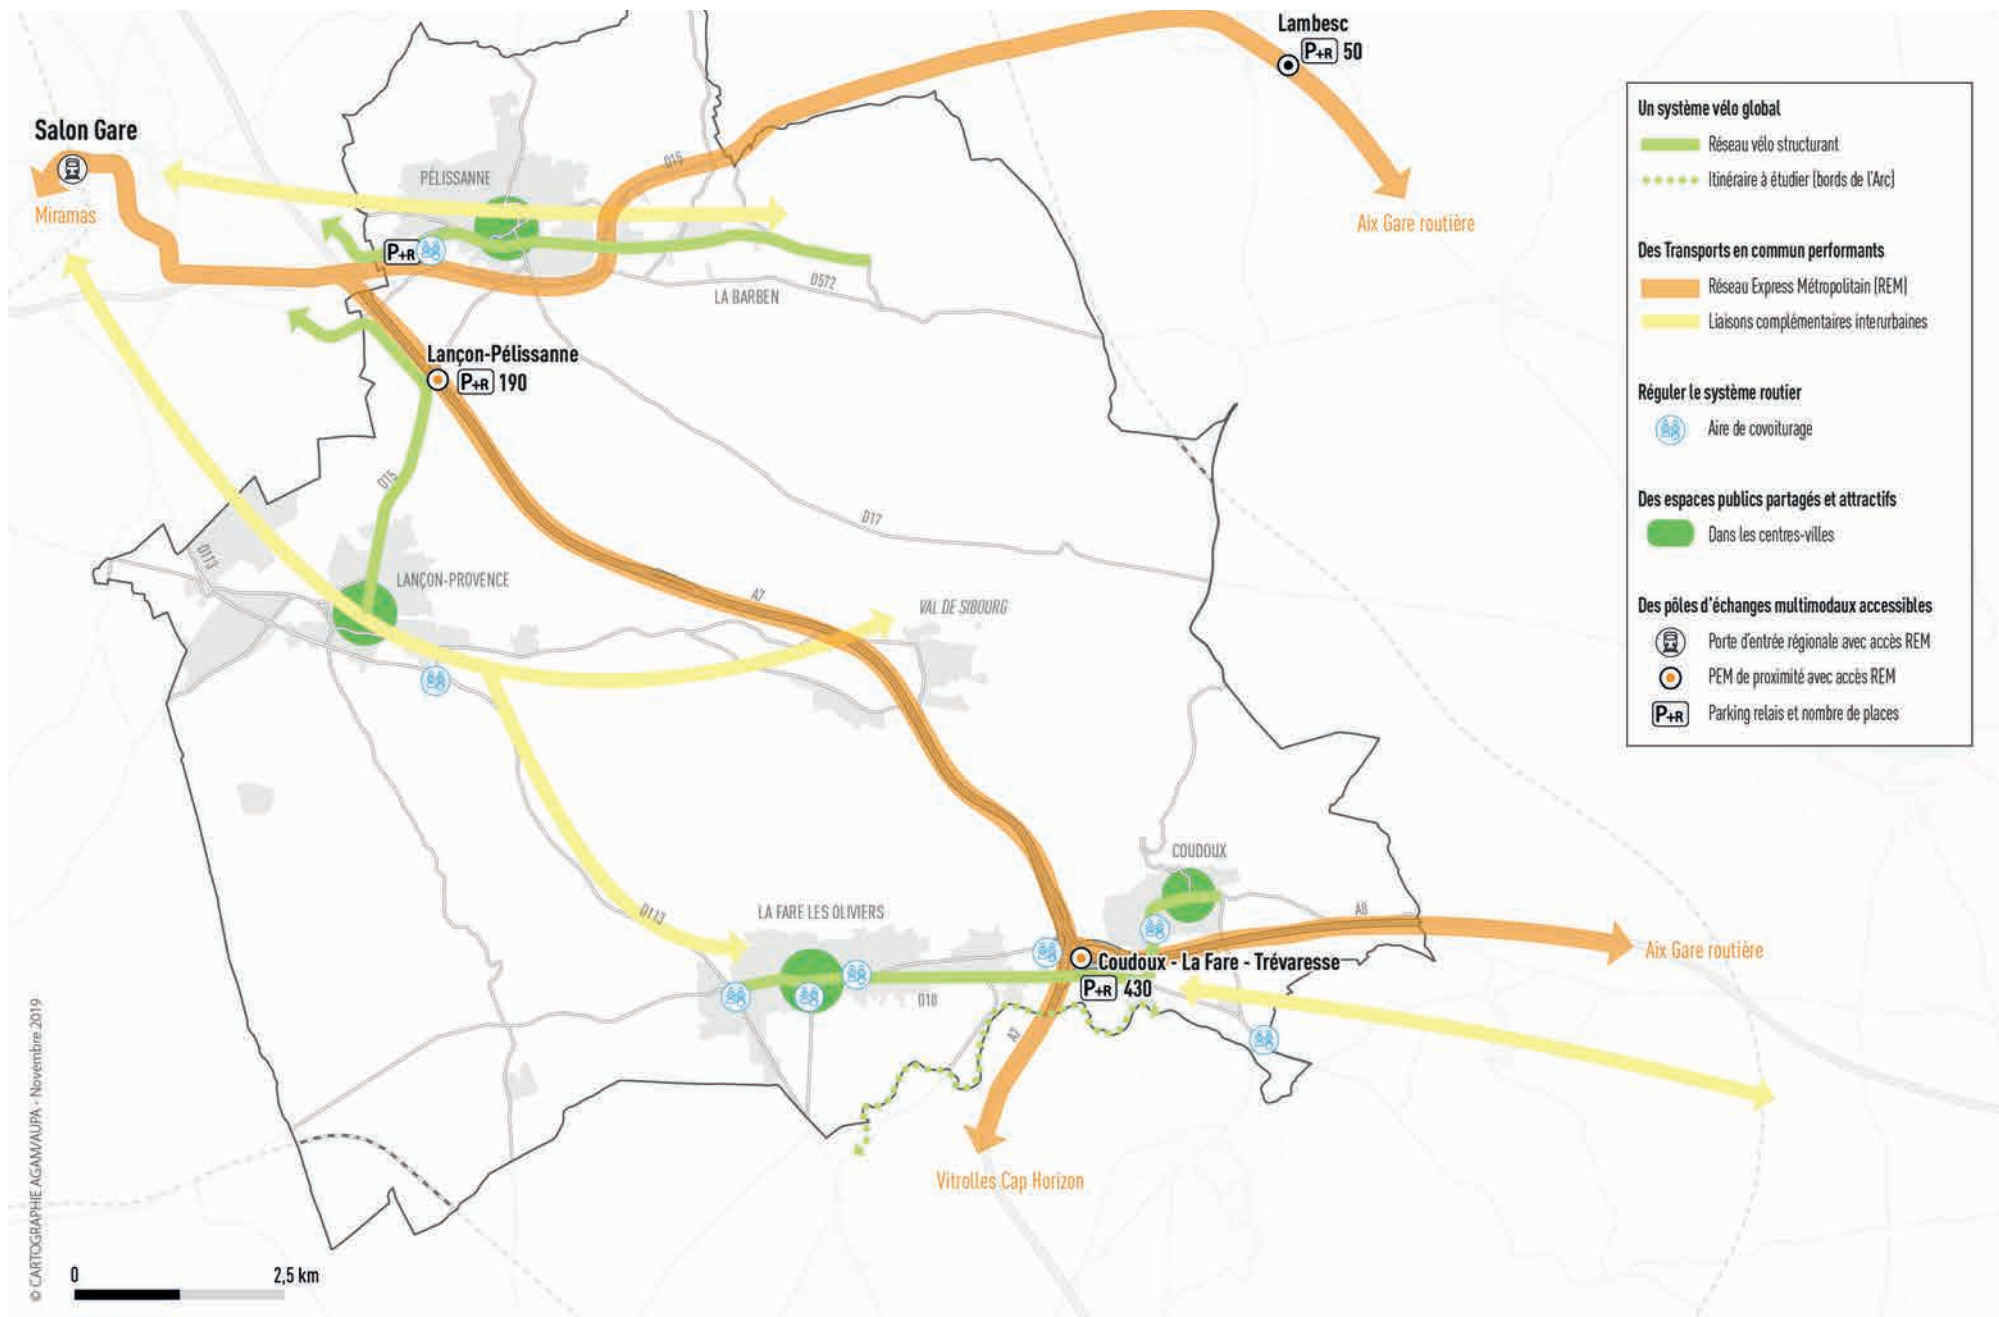 Lambesc
P+R 50
Salon Gare
Miramas
PÉLISSANNE
D15
Aix Gare routière
P+R
LA BARBEN
D572
Lançon-Pélissanne
P+R 190
D15
D17
D113
LANÇON-PROVENCE
A7
VAL DE SIBOURG
COUDOUX
LA FARE LES OLIVIERS
D113
A8
Aix Gare routière
Coudoux - La Fare - Trévaresse
P+R 430
D10
A7
Vitrolles Cap Horizon
© CARTOGRAPHIE AGAM/AUPA - Novembre 2019
0 2,5 km
Un système vélo global
Réseau vélo structurant
Itinéraire à étudier (bords de l'Arc)
Des Transports en commun performants
Réseau Express Métropolitain (REM)
Liaisons complémentaires interurbaines
Réguler le système routier
Aire de covoiturage
Des espaces publics partagés et attractifs
Dans les centres-villes
Des pôles d'échanges multimodaux accessibles
Porte d'entrée régionale avec accès REM
PEM de proximité avec accès REM
P+R Parking relais et nombre de places